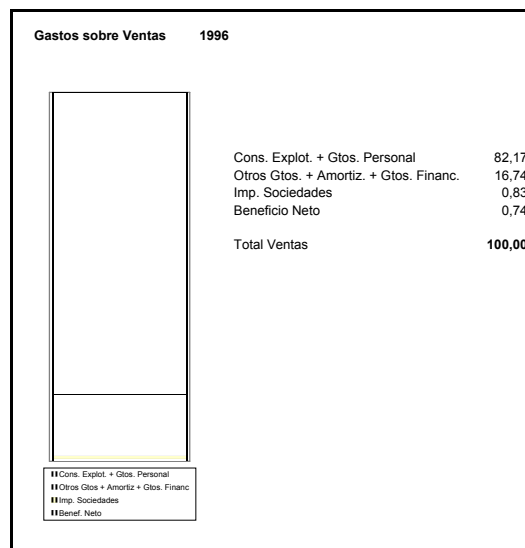 Gastos sobre Ventas 1996
Cons. Explot. + Gtos. Personal 82,17
Otros Gtos. + Amortiz. + Gtos. Financ. 16,74
Imp. Sociedades 0,83
Beneficio Neto 0,74
Total Ventas 100,00
Cons. Explot. + Gtos. Personal
Otros Gtos + Amortiz + Gtos. Financ
Imp. Sociedades
Benef. Neto